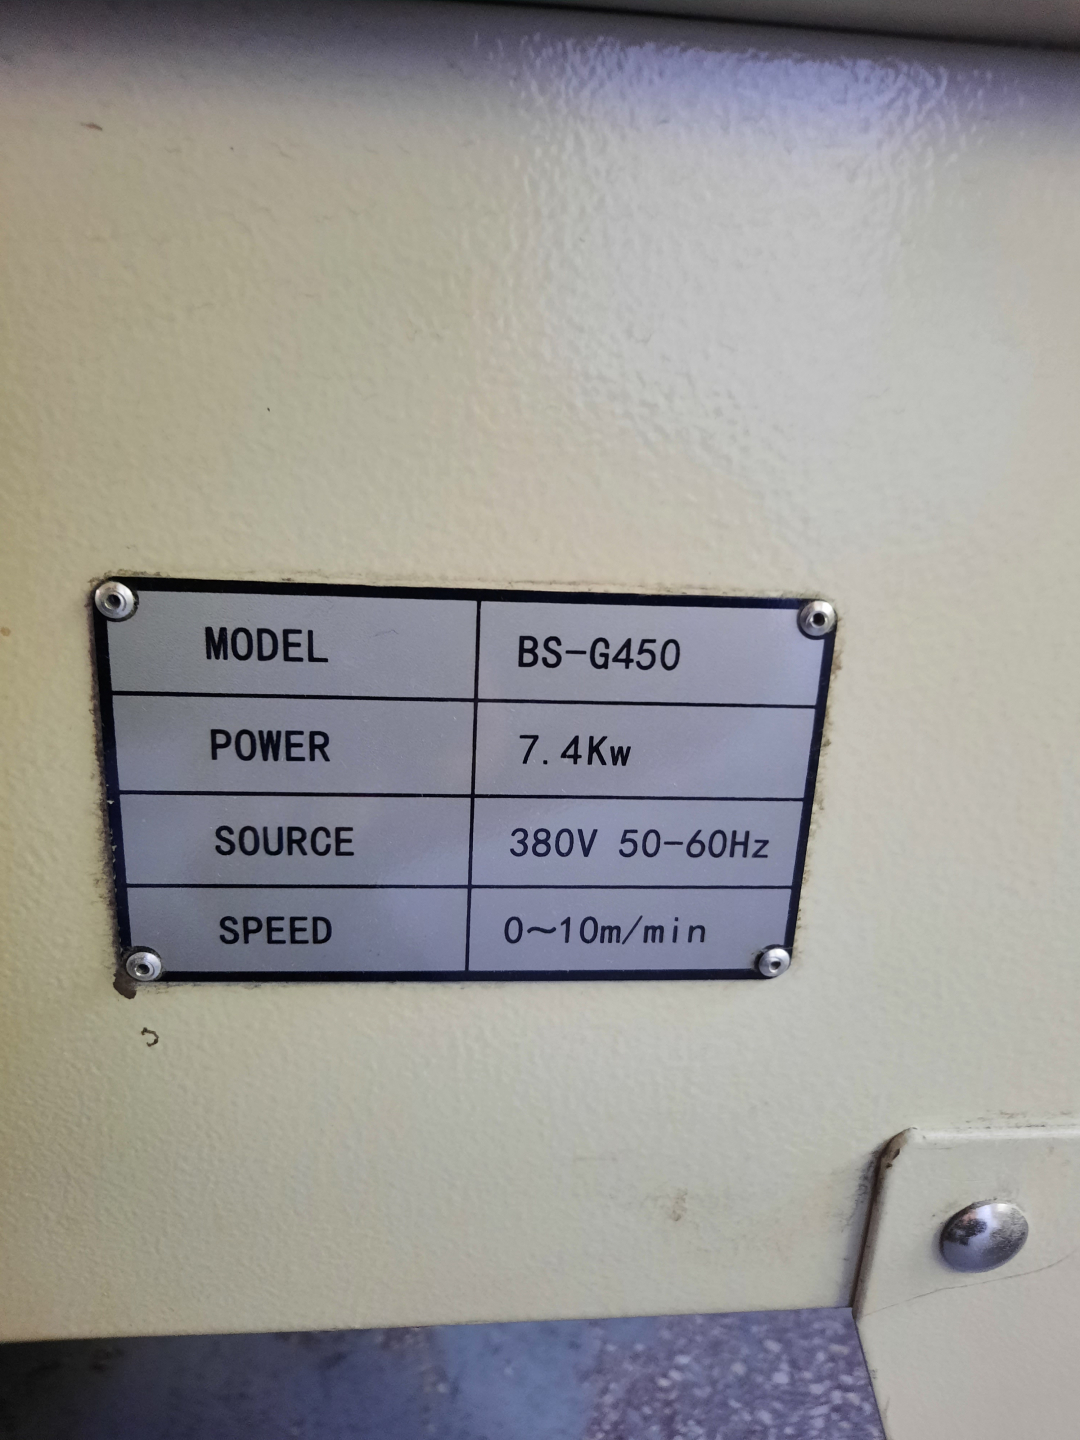 MODEL BS-G450
POWER 7.4Kw
SOURCE 380V 50-60Hz
SPEED 0~10m/min